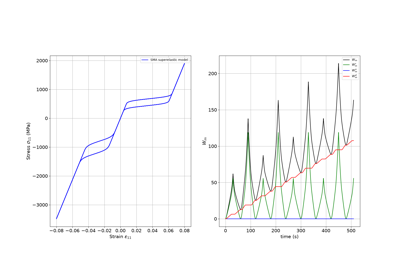 SMA superelastic model
2000
1000
0
−1000
−2000
−3000
Stress σ₁₁ (MPa)
−0.08 −0.06 −0.04 −0.02 0.00 0.02 0.04 0.06 0.08
Strain ε₁₁
200
150
100
50
0
0 100 200 300 400 500
time (s)